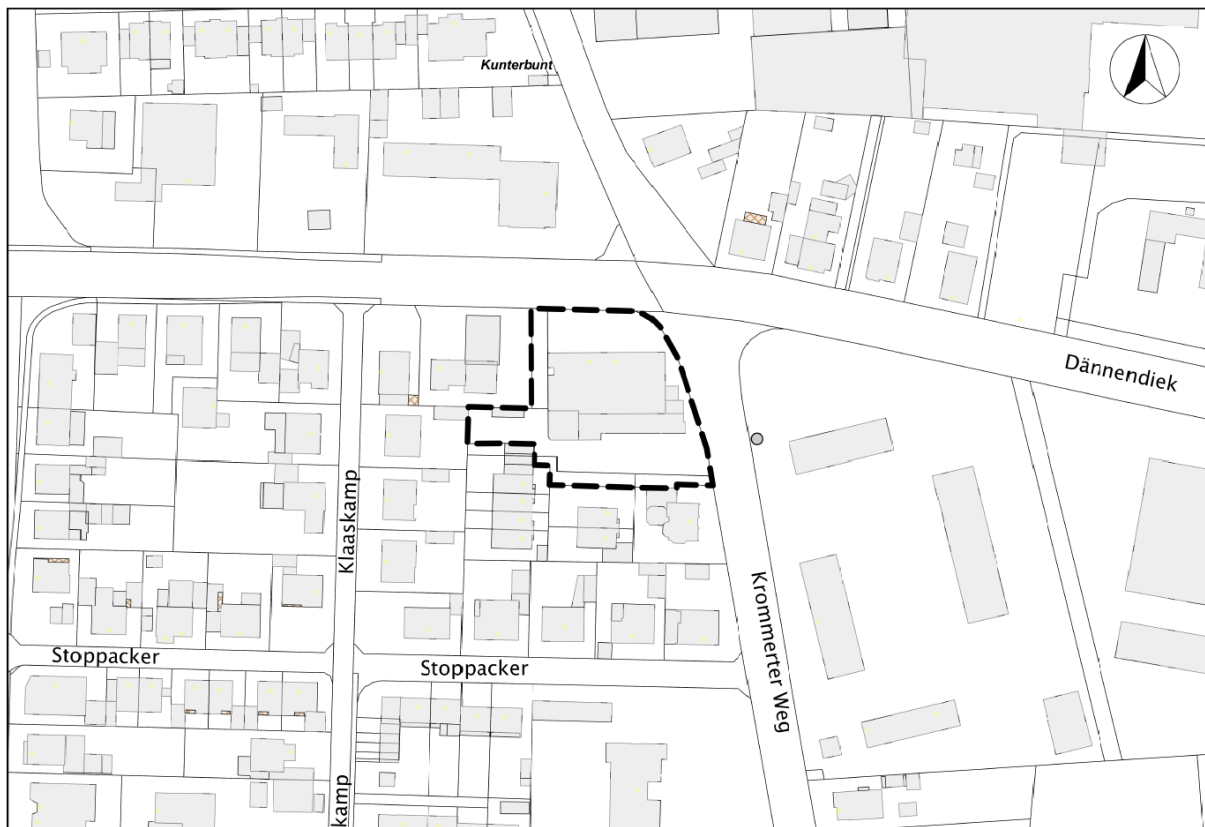 Kunterbunt
Dännendiek
Klaaskamp
Krommerter Weg
Stoppacker
Stoppacker
kamp